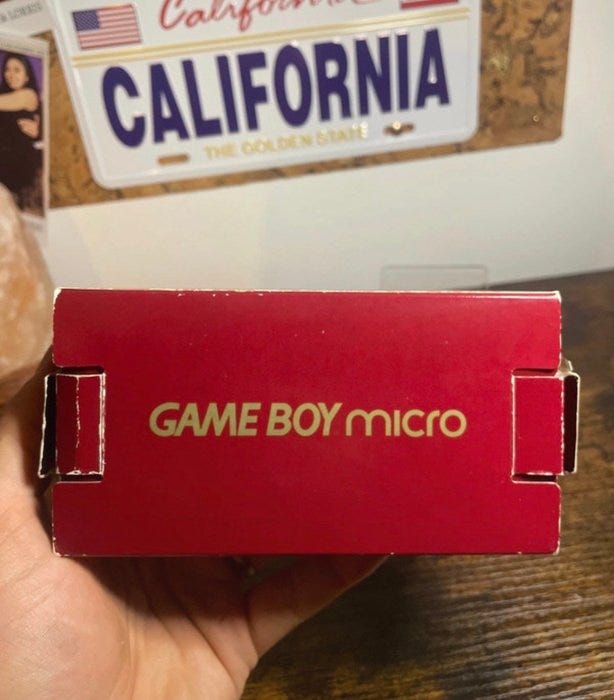 California
CALIFORNIA
THE GOLDEN STATE
GAME BOY micro